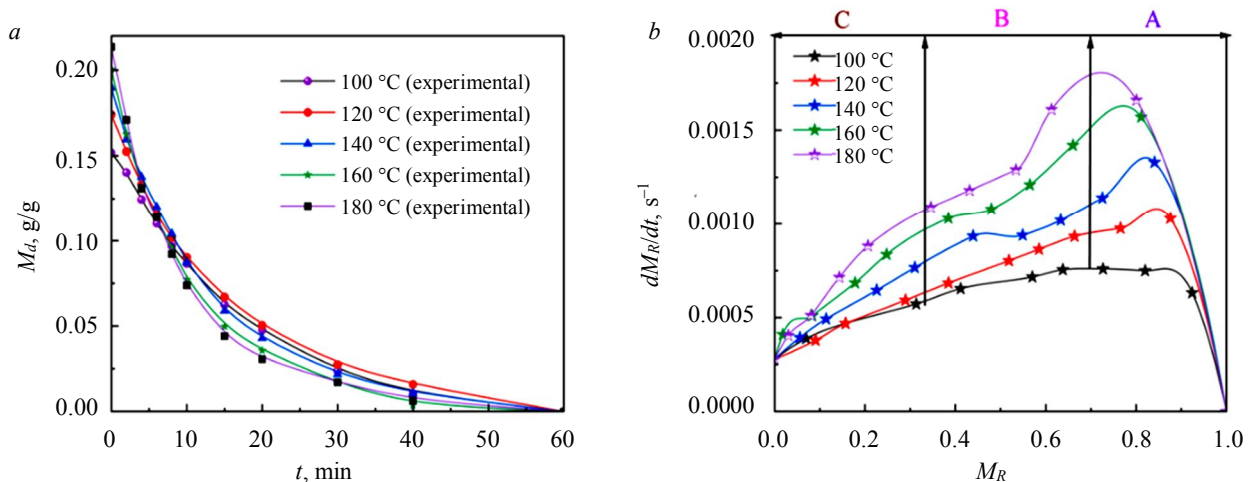 a
M_d, g/g
0.20
0.15
0.10
0.05
0.00
0 10 20 30 40 50 60
t, min
100 °C (experimental)
120 °C (experimental)
140 °C (experimental)
160 °C (experimental)
180 °C (experimental)
b
C B A
dM_R/dt, s⁻¹
0.0020
0.0015
0.0010
0.0005
0.0000
0.0 0.2 0.4 0.6 0.8 1.0
M_R
100 °C
120 °C
140 °C
160 °C
180 °C